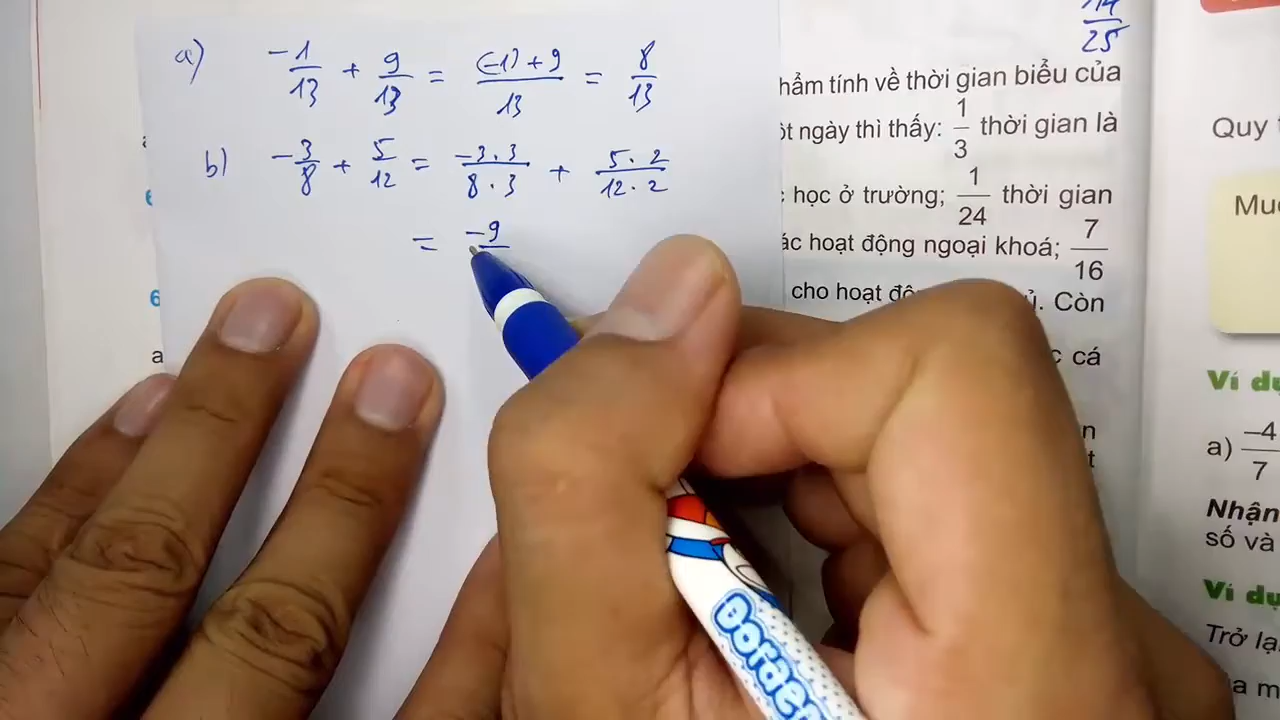 a) -1/13 + 9/13 = (-1) + 9/13 = 8/13
b) -3/8 + 5/12 = -3 . 3/8 . 3 + 5 . 2/12 . 2
= -9
25
hẩm tính về thời gian biểu của
ột ngày thì thấy: 1/3 thời gian là
học ở trường; 1/24 thời gian
ác hoạt động ngoại khoá; 7/16
cho hoạt Còn
cá
6
a
Quy
Ví dụ
a) -4/7
Nhận
số và
Ví dụ
Trở lạ
Doraem